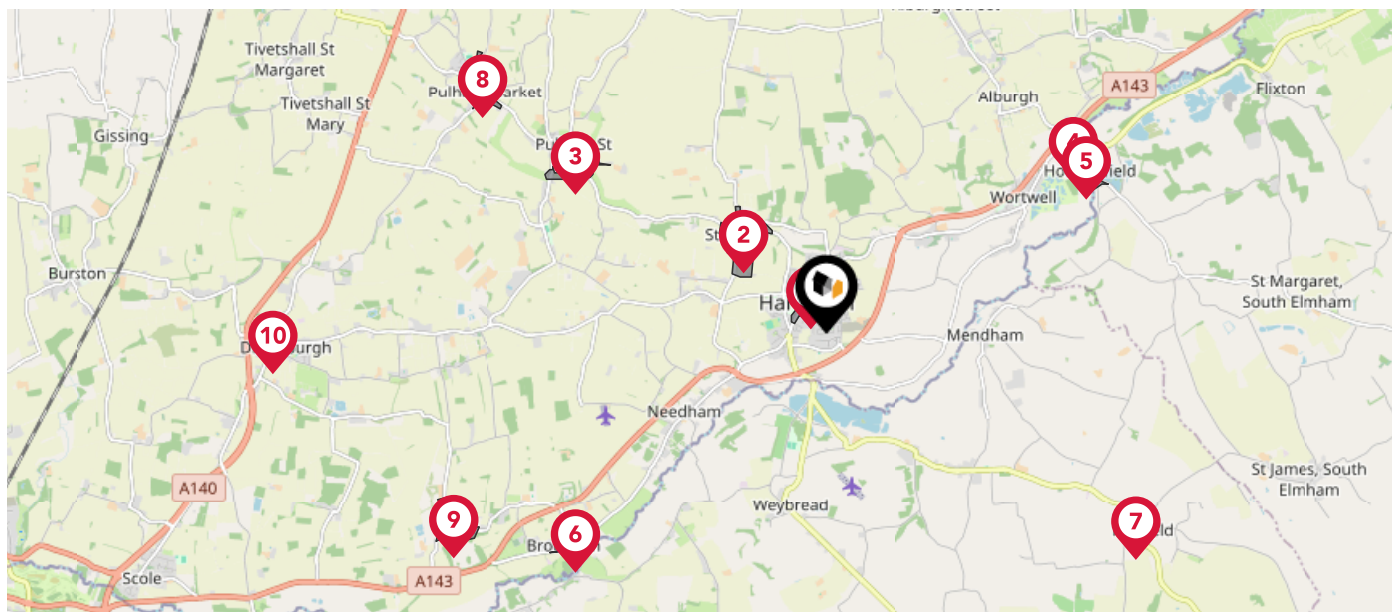 Tivetshall St
Margaret
8
A143
Flixton
Alburgh
Tivetshall St
Mary
Gissing
3
4
5
Wortwell
2
Burston
St Margaret,
South Elmham
10
Mendham
Needham
St James, South
Elmham
A140
Weybread
9
6
7
Scole
A143